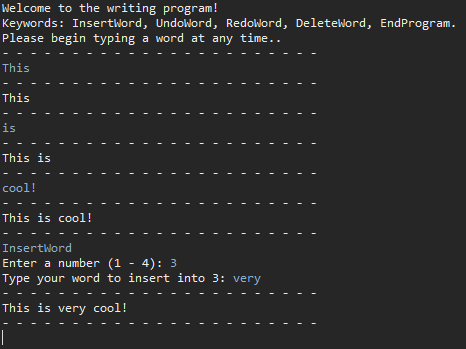 Welcome to the writing program!
Keywords: InsertWord, UndoWord, RedoWord, DeleteWord, EndProgram.
Please begin typing a word at any time..
- - - - - - - - - - - - - - - - - - - - - - -
This
- - - - - - - - - - - - - - - - - - - - - - -
This
- - - - - - - - - - - - - - - - - - - - - - -
is
- - - - - - - - - - - - - - - - - - - - - - -
This is
- - - - - - - - - - - - - - - - - - - - - - -
cool!
- - - - - - - - - - - - - - - - - - - - - - -
This is cool!
- - - - - - - - - - - - - - - - - - - - - - -
InsertWord
Enter a number (1 - 4): 3
Type your word to insert into 3: very
- - - - - - - - - - - - - - - - - - - - - - -
This is very cool!
- - - - - - - - - - - - - - - - - - - - - - -